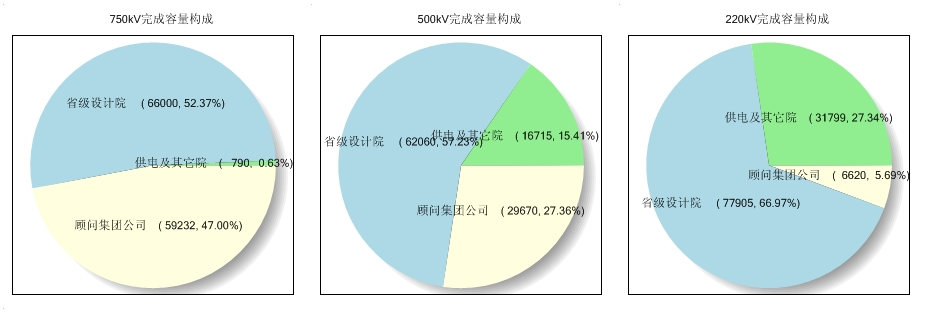 750kV完成容量构成
省级设计院 ( 66000, 52.37%)
供电及其它院 ( 790, 0.63%)
顾问集团公司 ( 59232, 47.00%)
500kV完成容量构成
供电及其它院 ( 16715, 15.41%)
省级设计院 ( 62060, 57.23%)
顾问集团公司 ( 29670, 27.36%)
220kV完成容量构成
供电及其它院 ( 31799, 27.34%)
顾问集团公司 ( 6620, 5.69%)
省级设计院 ( 77905, 66.97%)